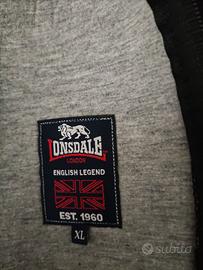 LONSDALE
LONDON
ENGLISH LEGEND
EST. 1960
XL
subito